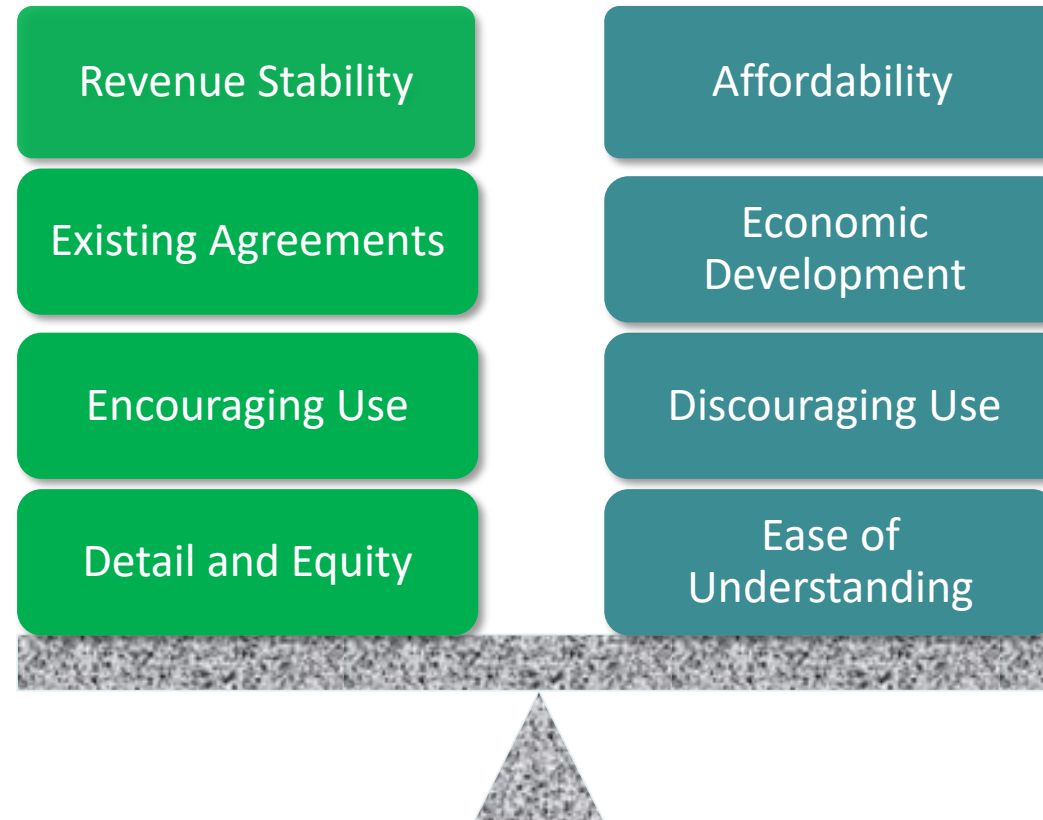 Revenue Stability
Affordability
Existing Agreements
Economic
Development
Encouraging Use
Discouraging Use
Detail and Equity
Ease of
Understanding